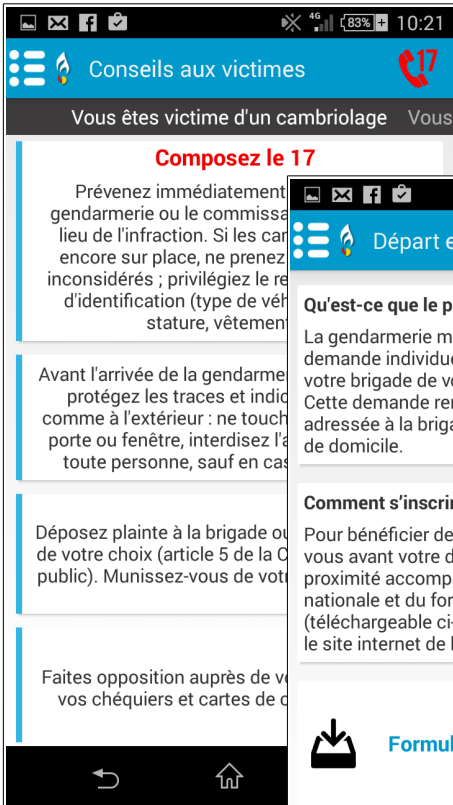 4G 83% 10:21
Conseils aux victimes 17
Vous êtes victime d'un cambriolage Vous
Composez le 17
Prévenez immédiatement
gendarmerie ou le commissa
lieu de l'infraction. Si les car
encore sur place, ne prenez
inconsidérés ; privilégiez le re
d'identification (type de véh
stature, vêtement
Avant l'arrivée de la gendarme
protégez les traces et indic
comme à l'extérieur : ne touch
porte ou fenêtre, interdisez l'a
toute personne, sauf en cas
Déposez plainte à la brigade ou
de votre choix (article 5 de la C
public). Munissez-vous de votr
Faites opposition auprès de vo
vos chéquiers et cartes de c
Départ e
Qu'est-ce que le p
La gendarmerie m
demande individue
votre brigade de vo
Cette demande ren
adressée à la briga
de domicile.
Comment s'inscrir
Pour bénéficier de
vous avant votre d
proximité accompa
nationale et du for
(téléchargeable ci-
le site internet de l
Formul